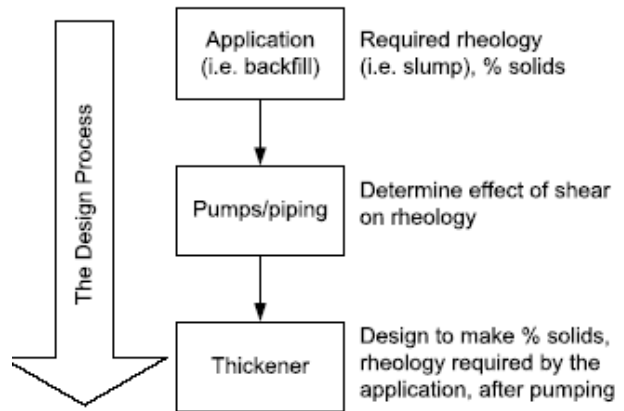 Application
(i.e. backfill)
Required rheology
(i.e. slump), % solids
The Design Process
Pumps/piping
Determine effect of shear
on rheology
Thickener
Design to make % solids,
rheology required by the
application, after pumping